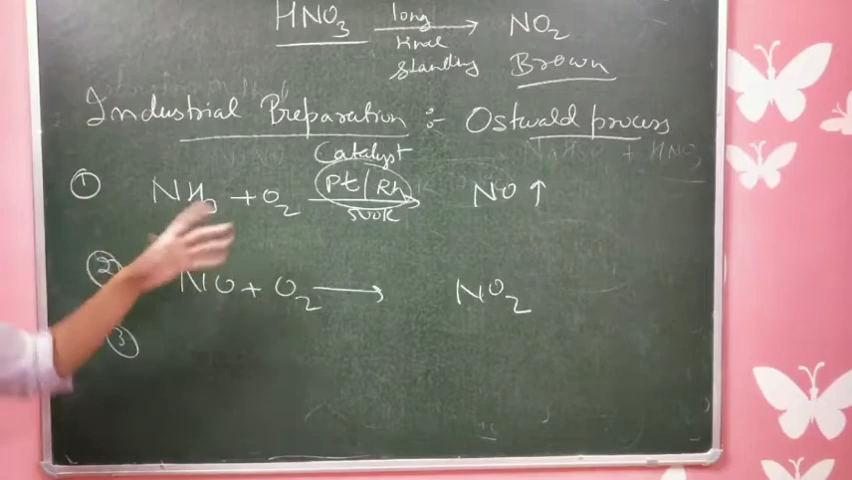 HNO3 long → NO2
time
standing Brown
Industrial Preparation :- Ostwald process
Catalyst
① NH3 + O2 Pt/Rh → NO ↑
500K
② NO + O2 → NO2
③